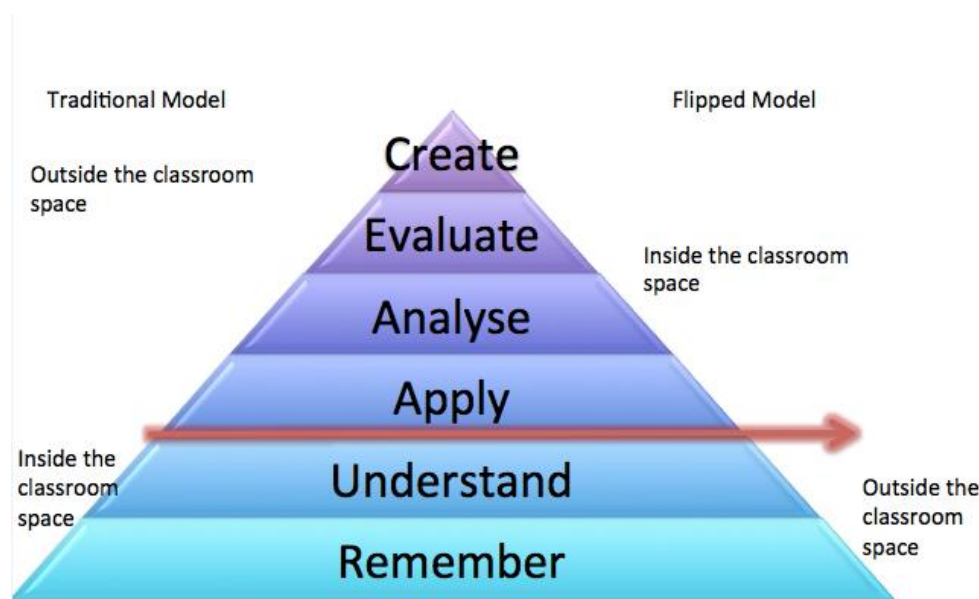 Traditional Model
Flipped Model
Create
Outside the classroom
space
Evaluate
Inside the classroom
space
Analyse
Apply
Inside the
classroom
space
Understand
Outside the
classroom
space
Remember